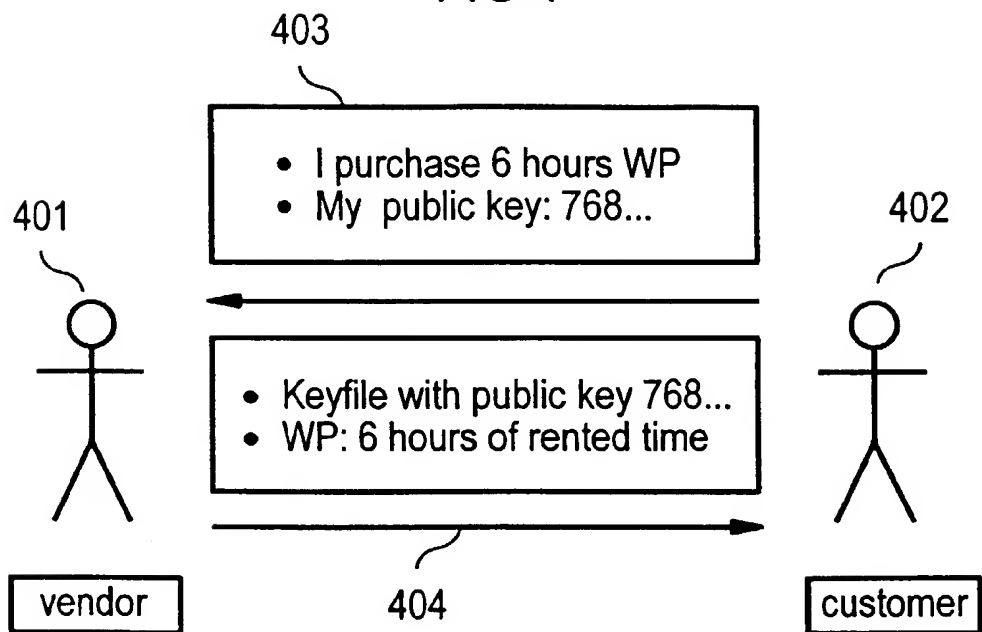 403
• I purchase 6 hours WP
• My public key: 768...
401
402
• Keyfile with public key 768...
• WP: 6 hours of rented time
vendor
404
customer